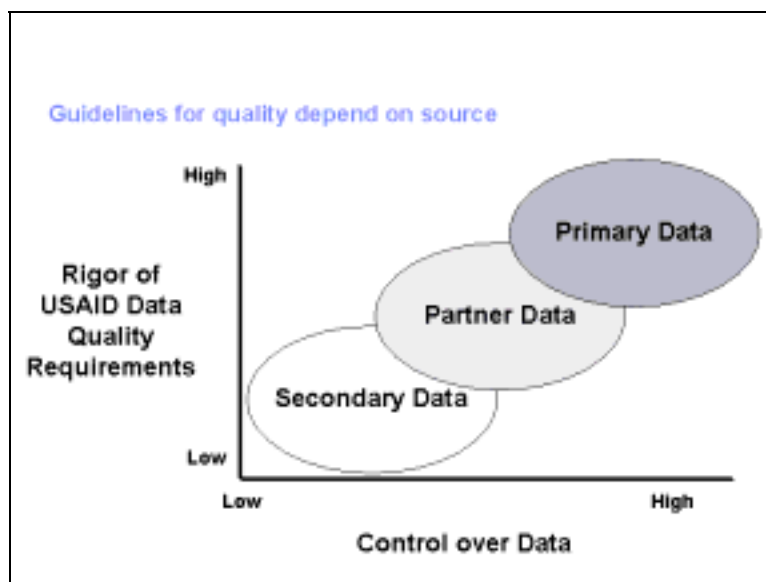 Guidelines for quality depend on source
High
Primary Data
Rigor of
USAID Data
Quality
Requirements
Partner Data
Secondary Data
Low
Low
High
Control over Data